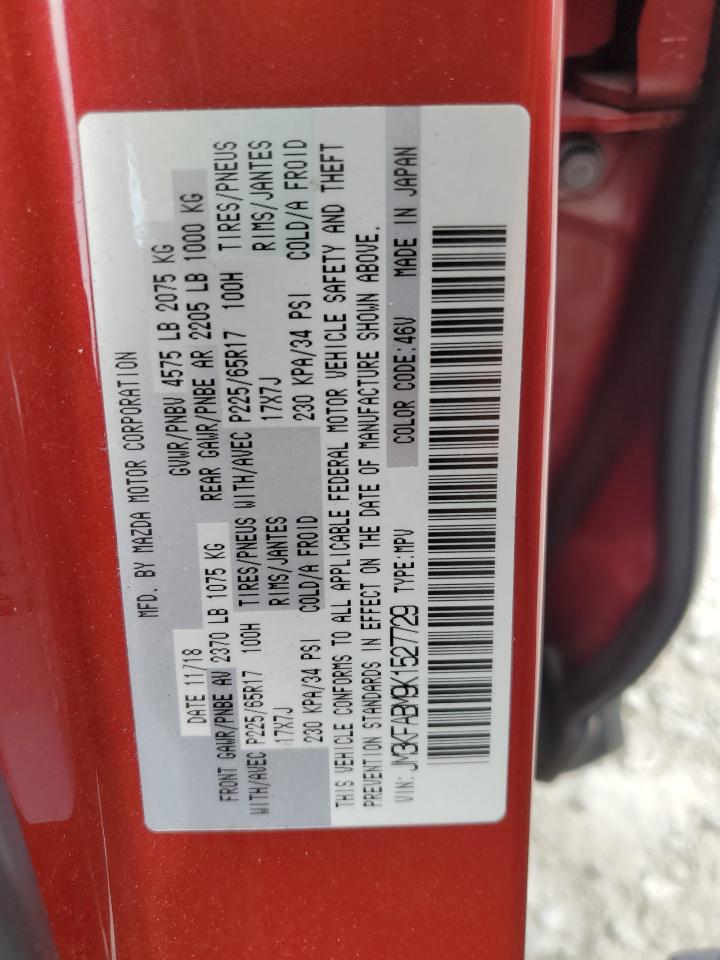 MFD. BY MAZDA MOTOR CORPORATION
DATE 11/18 GVWR/PNBV 4575 LB 2075 KG
FRONT GAWR/PNBE AV 2370 LB 1075 KG REAR GAWR/PNBE AR 2205 LB 1000 KG
WITH/AVEC P225/65R17 100H TIRES/PNEUS WITH/AVEC P225/65R17 100H TIRES/PNEUS
17X7J RIMS/JANTES 17X7J RIMS/JANTES
230 KPA/34 PSI COLD/A FROID 230 KPA/34 PSI COLD/A FROID
THIS VEHICLE CONFORMS TO ALL APPLICABLE FEDERAL MOTOR VEHICLE SAFETY AND THEFT
PREVENTION STANDARDS IN EFFECT ON THE DATE OF MANUFACTURE SHOWN ABOVE.
VIN: JM3KFABM9K1527729 TYPE:MPV COLOR CODE:46V MADE IN JAPAN